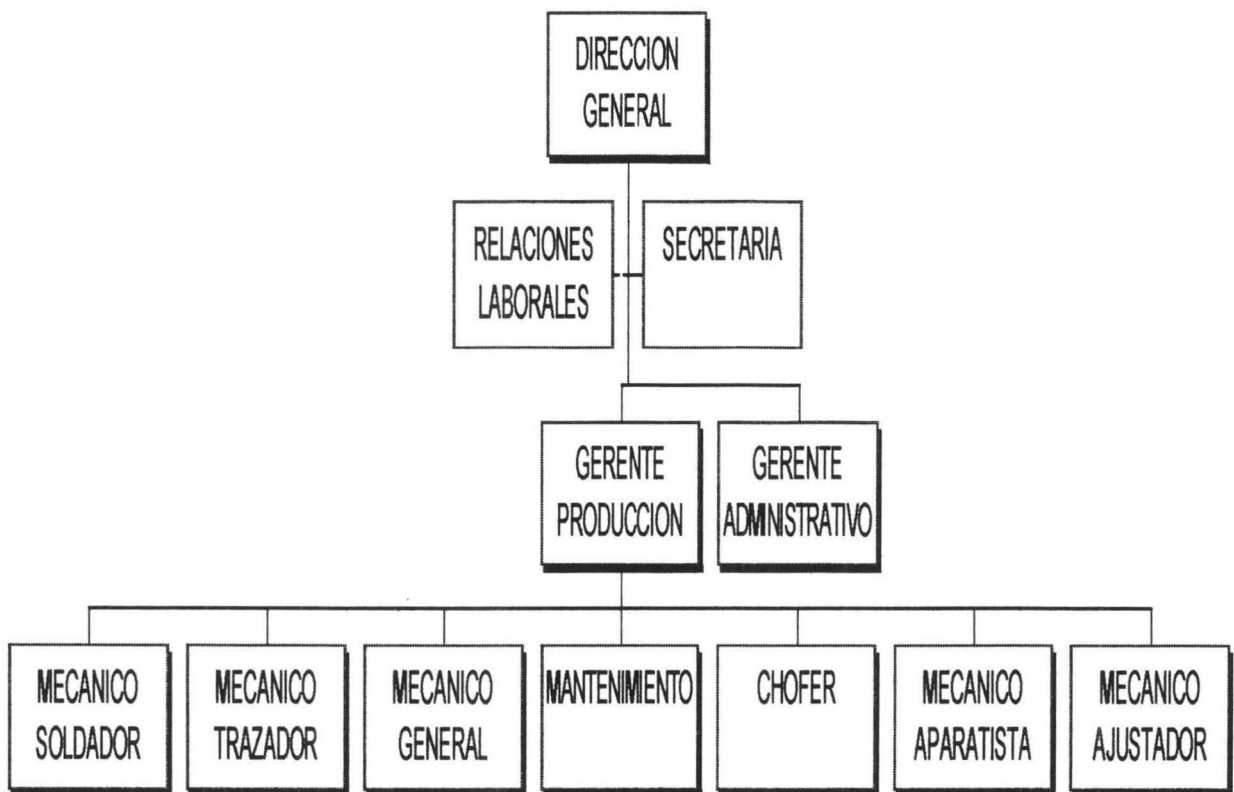 DIRECCION
GENERAL
RELACIONES
LABORALES
SECRETARIA
GERENTE
PRODUCCION
GERENTE
ADMINISTRATIVO
MECANICO
SOLDADOR
MECANICO
TRAZADOR
MECANICO
GENERAL
MANTENIMIENTO
CHOFER
MECANICO
APARATISTA
MECANICO
AJUSTADOR